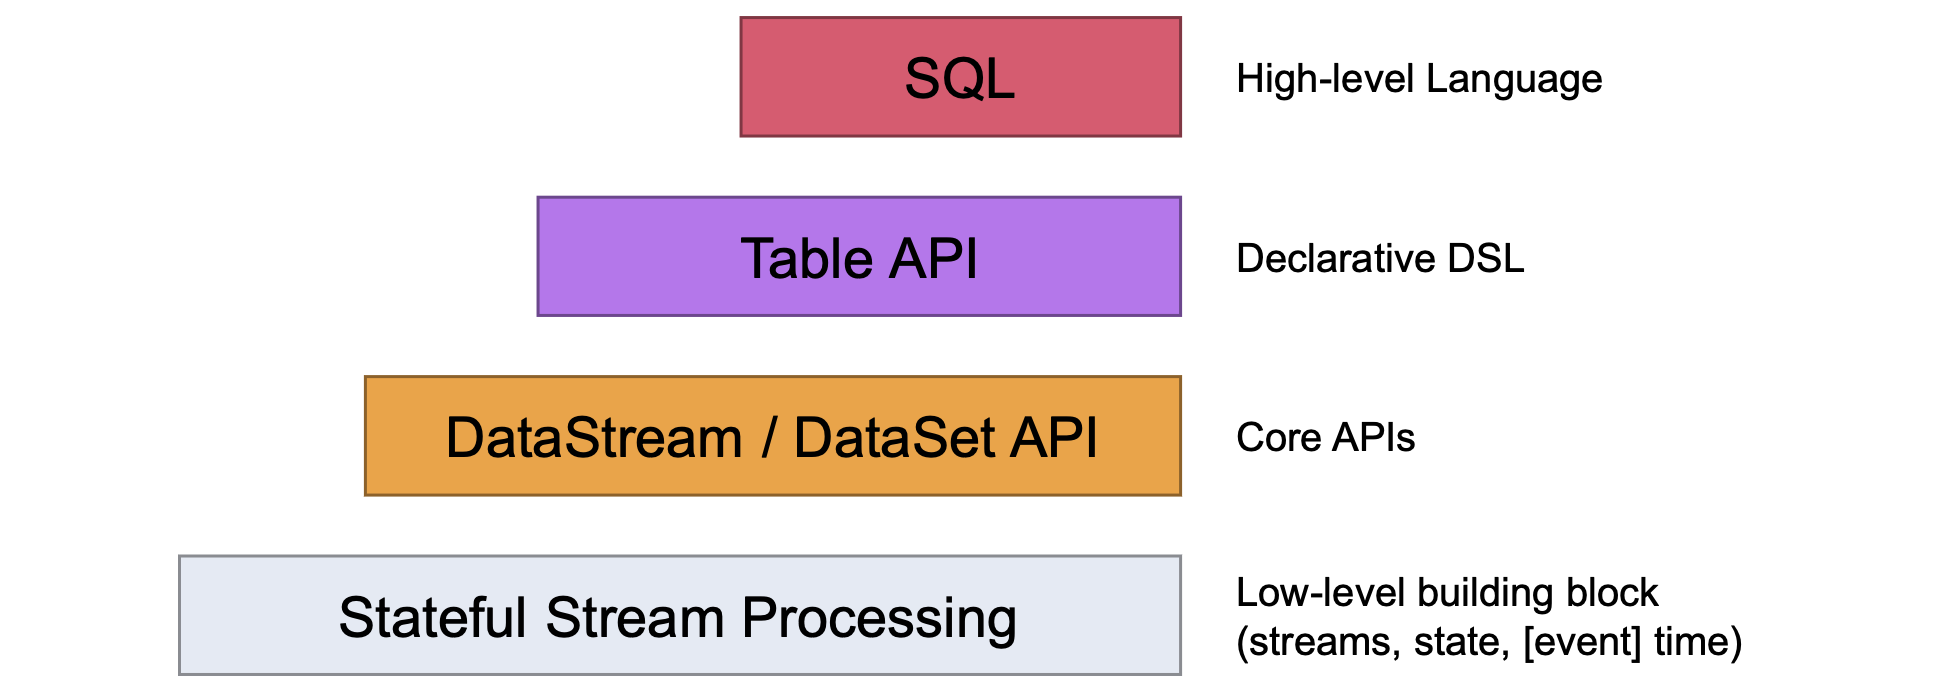 SQL
High-level Language
Table API
Declarative DSL
DataStream / DataSet API
Core APIs
Stateful Stream Processing
Low-level building block
(streams, state, [event] time)